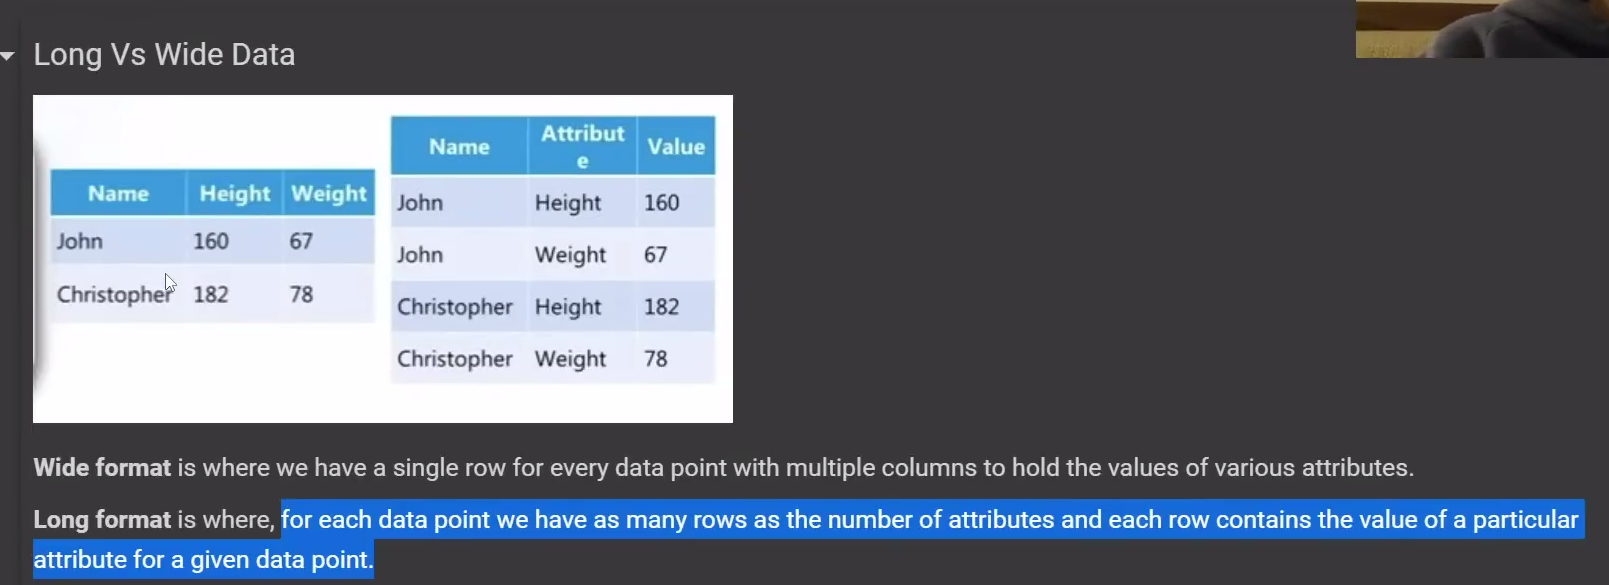 Long Vs Wide Data
Name Height Weight
John 160 67
Christopher 182 78
Name Attribut
e Value
John Height 160
John Weight 67
Christopher Height 182
Christopher Weight 78
Wide format is where we have a single row for every data point with multiple columns to hold the values of various attributes.
Long format is where, for each data point we have as many rows as the number of attributes and each row contains the value of a particular
attribute for a given data point.